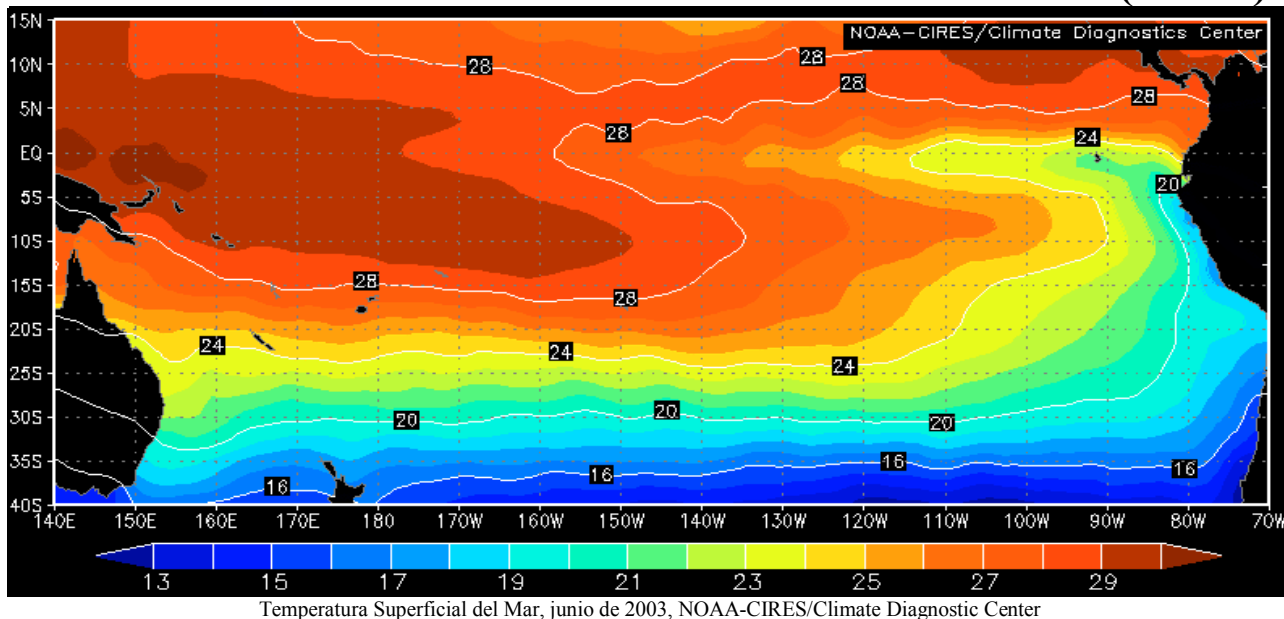 15N
NOAA-CIRES/Climate Diagnostics Center
28
28
10N
28
28
5N
28
24
EQ
20
5S
10S
28
15S
28
20S
24
24
24
25S
20
20
20
30S
35S
16
16
16
16
40S
140E 150E 160E 170E 180 170W 160W 150W 140W 130W 120W 110W 100W 90W 80W 70W
13 15 17 19 21 23 25 27 29
Temperatura Superficial del Mar, junio de 2003, NOAA-CIRES/Climate Diagnostic Center